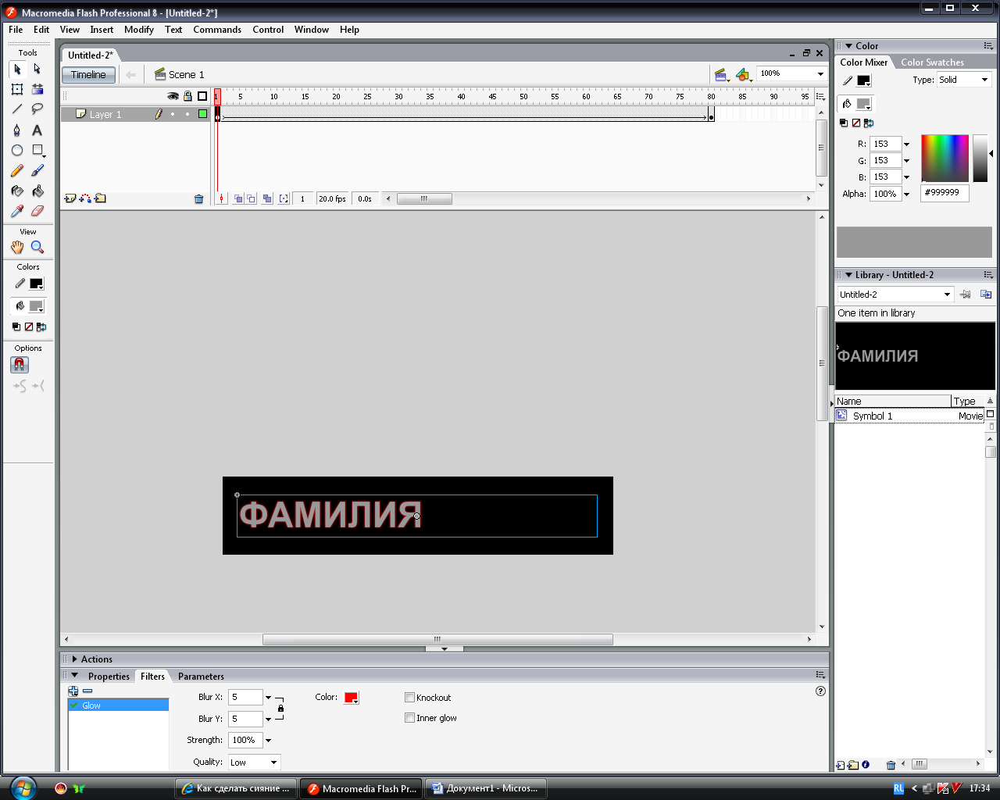 Macromedia Flash Professional 8 - [Untitled-2*]
File Edit View Insert Modify Text Commands Control Window Help
Tools
View
Colors
Options
Untitled-2*
Timeline Scene 1 100%
1 5 10 15 20 25 30 35 40 45 50 55 60 65 70 75 80 85 90 95
Layer 1
1 20.0 fps 0.0s
ФАМИЛИЯ
Actions
Properties Filters Parameters
Glow
Blur X: 5
Blur Y: 5
Strength: 100%
Quality: Low
Color:
Knockout
Inner glow
Color
Color Mixer Color Swatches
Type: Solid
R: 153
G: 153
B: 153
Alpha: 100% #999999
Library - Untitled-2
Untitled-2
One item in library
ФАМИЛИЯ
Name Type
Symbol 1 Movie
Как сделать сияние ... Macromedia Flash Pr... Документ1 - Micros... RU 17:34